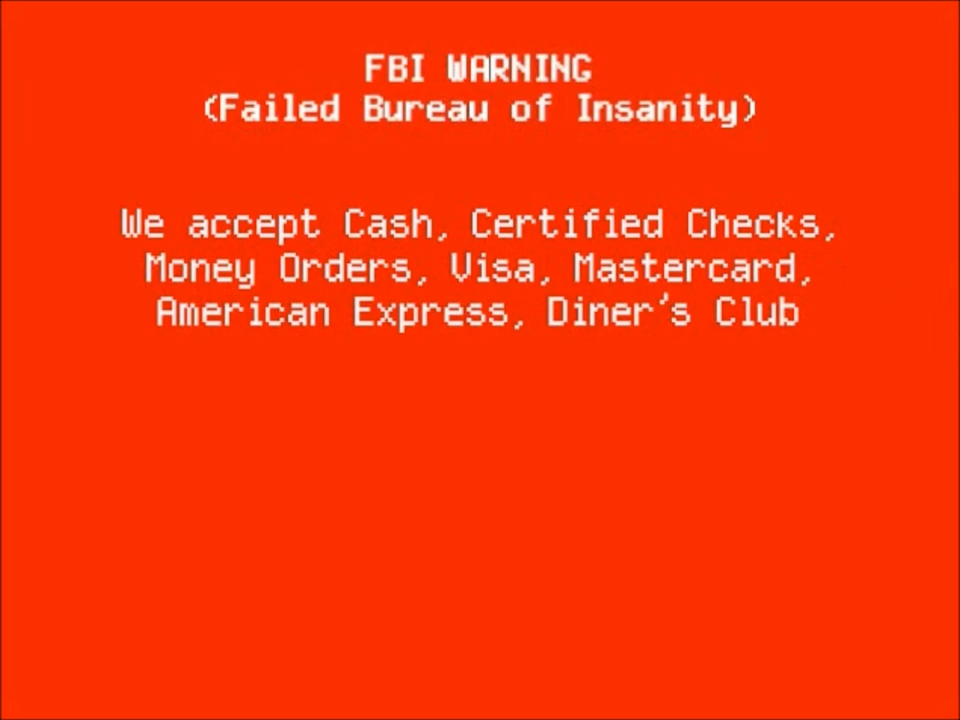 FBI WARNING
(Failed Bureau of Insanity)
We accept Cash, Certified Checks,
Money Orders, Visa, Mastercard,
American Express, Diner's Club